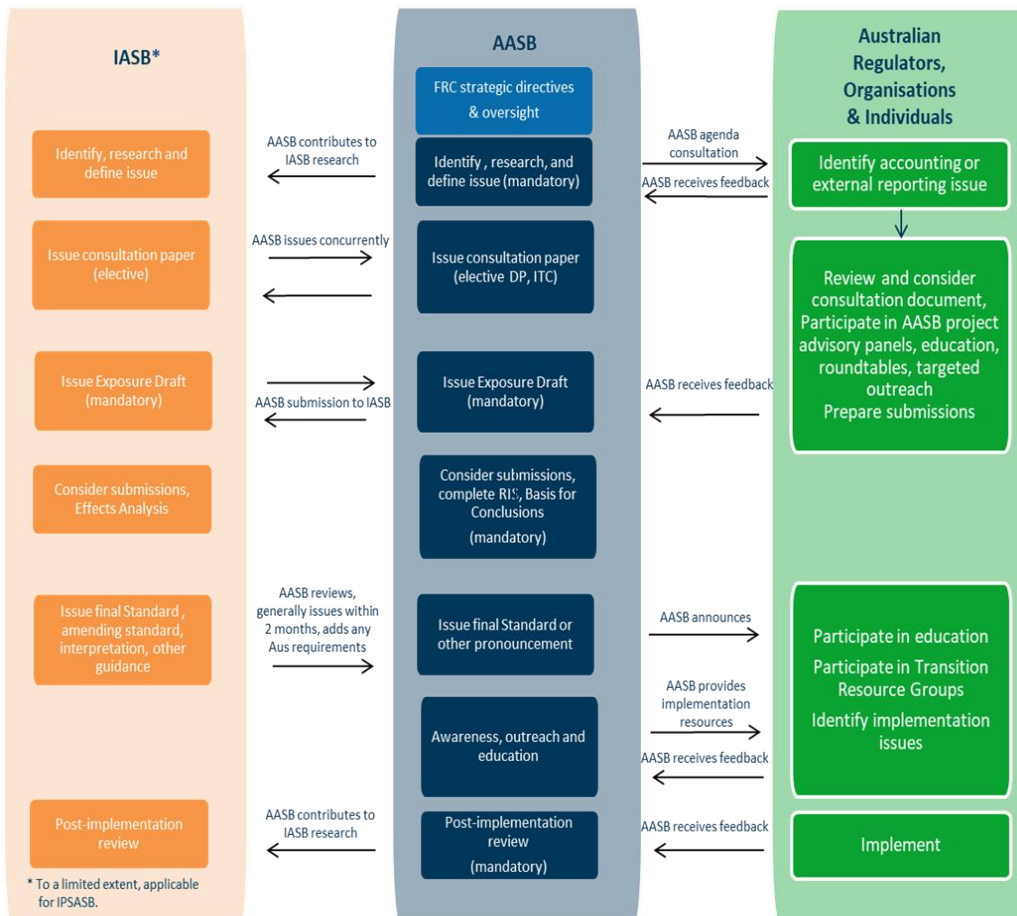 IASB*
Identify, research and
define issue
Issue consultation paper
(elective)
Issue Exposure Draft
(mandatory)
Consider submissions,
Effects Analysis
Issue final Standard ,
amending standard,
interpretation, other
guidance
Post-implementation
review
* To a limited extent, applicable
for IPSASB.
AASB contributes to
IASB research
AASB issues concurrently
AASB submission to IASB
AASB reviews,
generally issues within
2 months, adds any
Aus requirements
AASB contributes to
IASB research
AASB
FRC strategic directives
& oversight
Identify , research, and
define issue (mandatory)
Issue consultation paper
(elective DP, ITC)
Issue Exposure Draft
(mandatory)
Consider submissions,
complete RIS, Basis for
Conclusions
(mandatory)
Issue final Standard or
other pronouncement
Awareness, outreach and
education
Post-implementation
review
(mandatory)
AASB agenda
consultation
AASB receives feedback
AASB receives feedback
AASB announces
AASB provides
implementation
resources
AASB receives feedback
AASB receives feedback
Australian
Regulators,
Organisations
& Individuals
Identify accounting or
external reporting issue
Review and consider
consultation document,
Participate in AASB project
advisory panels, education,
roundtables, targeted
outreach
Prepare submissions
Participate in education
Participate in Transition
Resource Groups
Identify implementation
issues
Implement